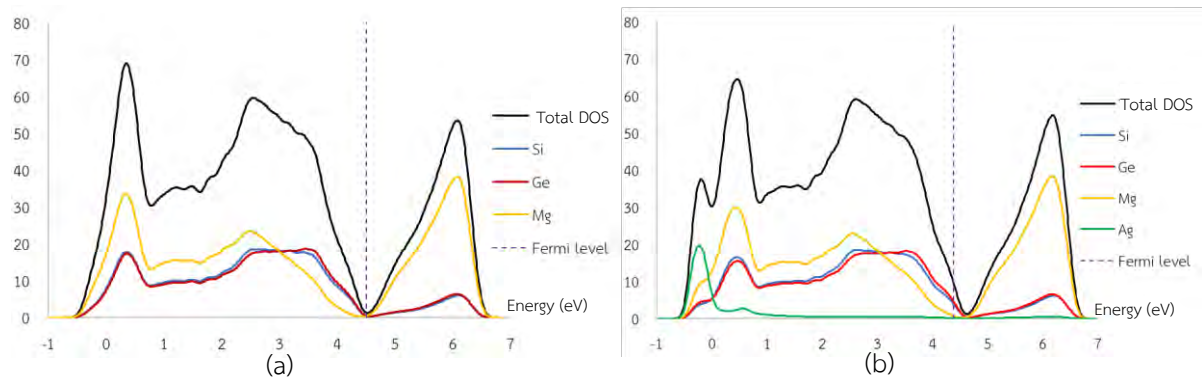 80
70
60
50
40
30
20
10
0
-1 0 1 2 3 4 5 6 7
Energy (eV)
Total DOS
Si
Ge
Mg
Fermi level
(a)
80
70
60
50
40
30
20
10
0
-1 0 1 2 3 4 5 6 7
Energy (eV)
Total DOS
Si
Ge
Mg
Ag
Fermi level
(b)